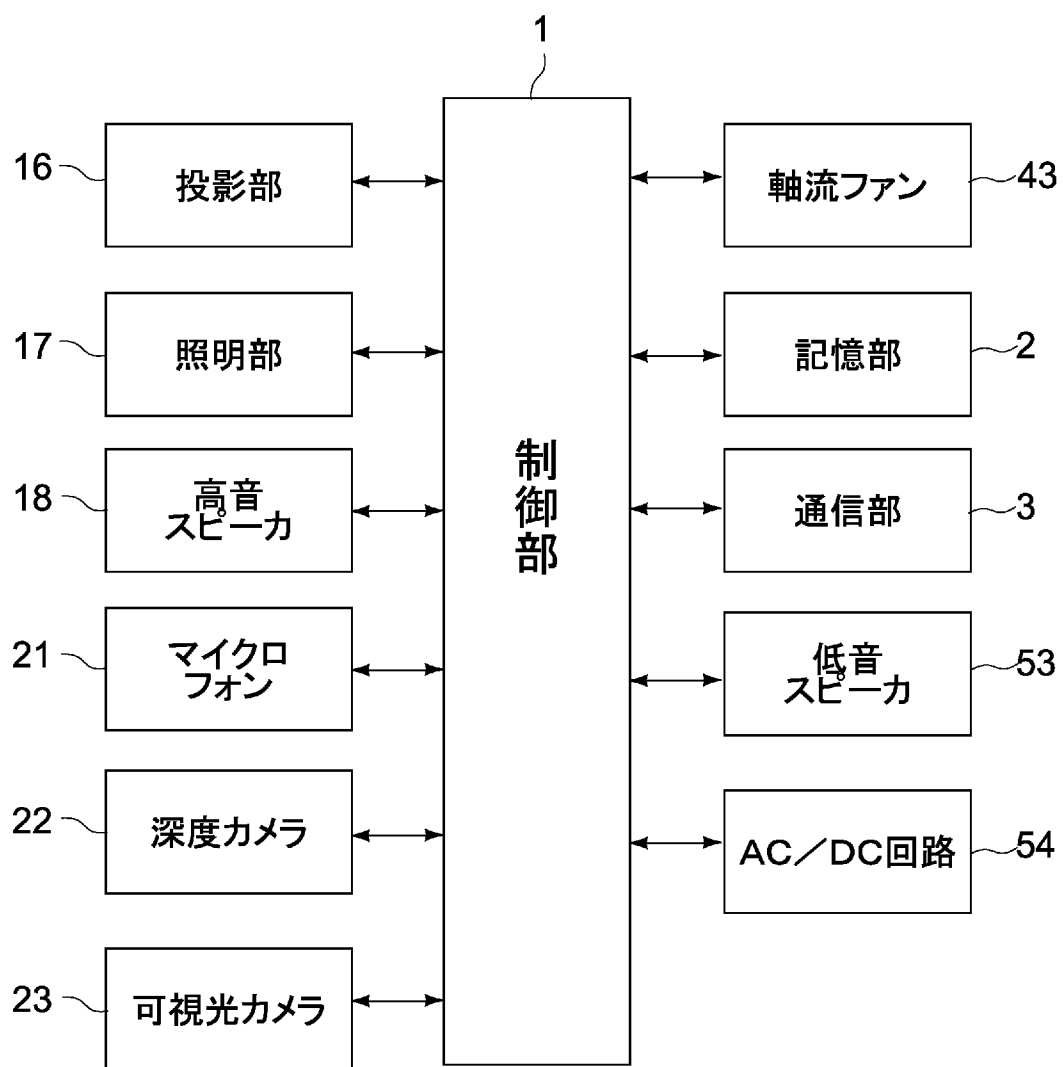 1
16
投影部
17
照明部
18
高音
スピーカ
21
マイクロ
フォン
22
深度カメラ
23
可視光カメラ
制
御
部
軸流ファン
43
記憶部
2
通信部
3
低音
スピーカ
53
AC／DC回路
54